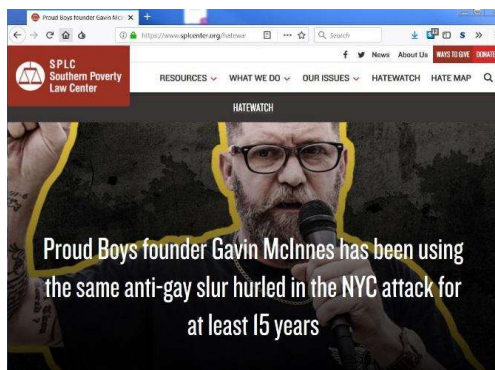 Proud Boys founder Gavin McIn
https://www.splcenter.org/hatewa
Search
SPLC
Southern Poverty
Law Center
News About Us WAYS TO GIVE DONATE
RESOURCES WHAT WE DO OUR ISSUES HATEWATCH HATE MAP
HATEWATCH
Proud Boys founder Gavin McInnes has been using
the same anti-gay slur hurled in the NYC attack for
at least 15 years